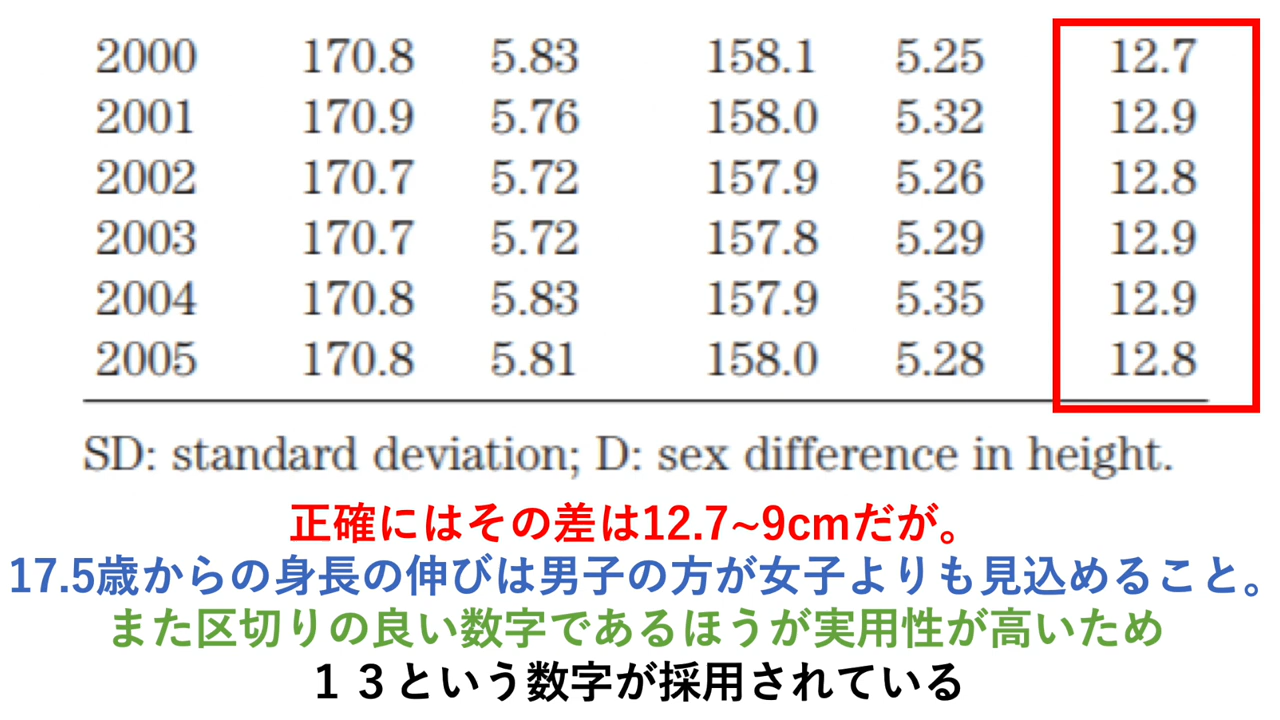 2000 170.8 5.83 158.1 5.25 12.7
2001 170.9 5.76 158.0 5.32 12.9
2002 170.7 5.72 157.9 5.26 12.8
2003 170.7 5.72 157.8 5.29 12.9
2004 170.8 5.83 157.9 5.35 12.9
2005 170.8 5.81 158.0 5.28 12.8
SD: standard deviation; D: sex difference in height.
正確にはその差は12.7~9cmだが。
17.5歳からの身長の伸びは男子の方が女子よりも見込めること。
また区切りの良い数字であるほうが実用性が高いため
１３という数字が採用されている